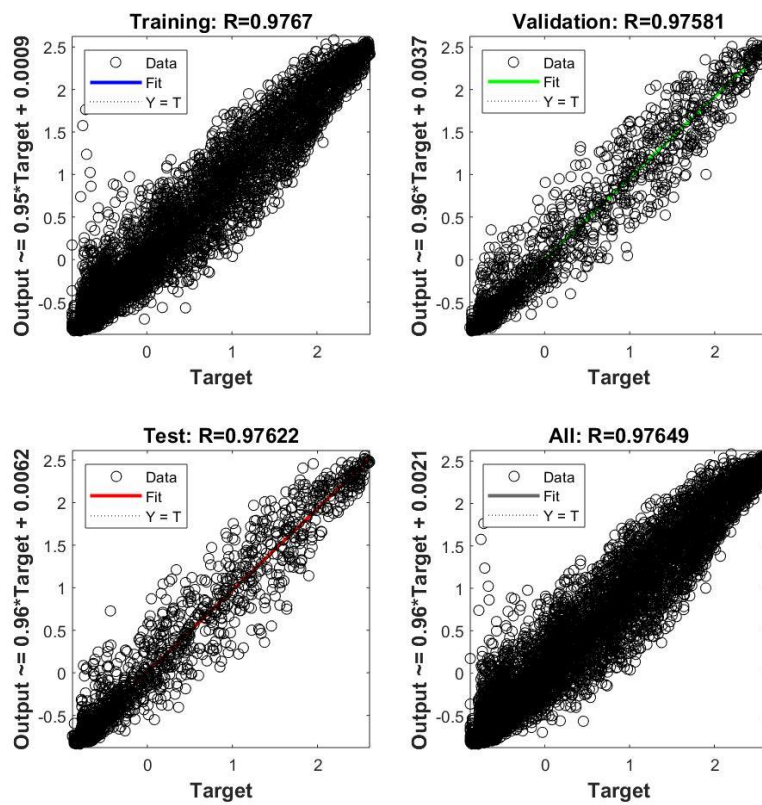 Training: R=0.9767
Output ~= 0.95*Target + 0.0009
2.5
2
1.5
1
0.5
0
-0.5
Data
Fit
Y = T
0 1 2
Target
Validation: R=0.97581
Output ~= 0.96*Target + 0.0037
2.5
2
1.5
1
0.5
0
-0.5
Data
Fit
Y = T
0 1 2
Target
Test: R=0.97622
Output ~= 0.96*Target + 0.0062
2.5
2
1.5
1
0.5
0
-0.5
Data
Fit
Y = T
0 1 2
Target
All: R=0.97649
Output ~= 0.96*Target + 0.0021
2.5
2
1.5
1
0.5
0
-0.5
Data
Fit
Y = T
0 1 2
Target